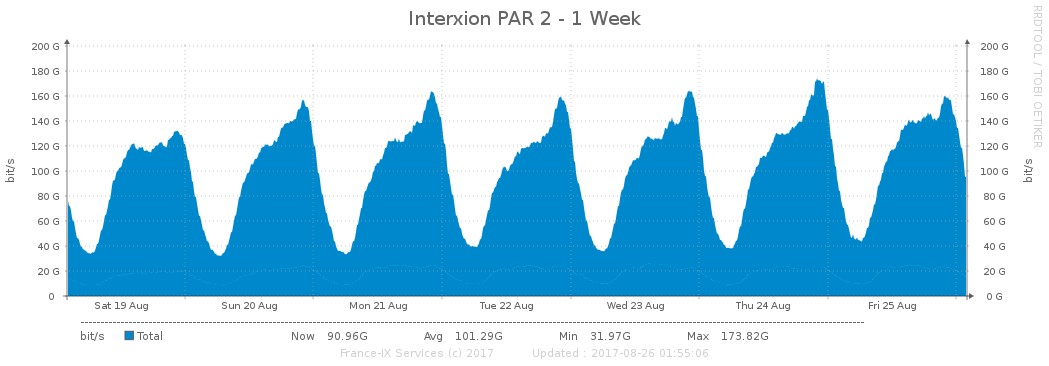 Interxion PAR 2 - 1 Week
RRDTOOL / TOBI OETIKER
bit/s
bit/s
200 G
180 G
160 G
140 G
120 G
100 G
80 G
60 G
40 G
20 G
0
200 G
180 G
160 G
140 G
120 G
100 G
80 G
60 G
40 G
20 G
0 G
Sat 19 Aug Sun 20 Aug Mon 21 Aug Tue 22 Aug Wed 23 Aug Thu 24 Aug Fri 25 Aug
bit/s Total Now 90.96G Avg 101.29G Min 31.97G Max 173.82G
France-IX Services (c) 2017 Updated : 2017-08-26 01:55:06